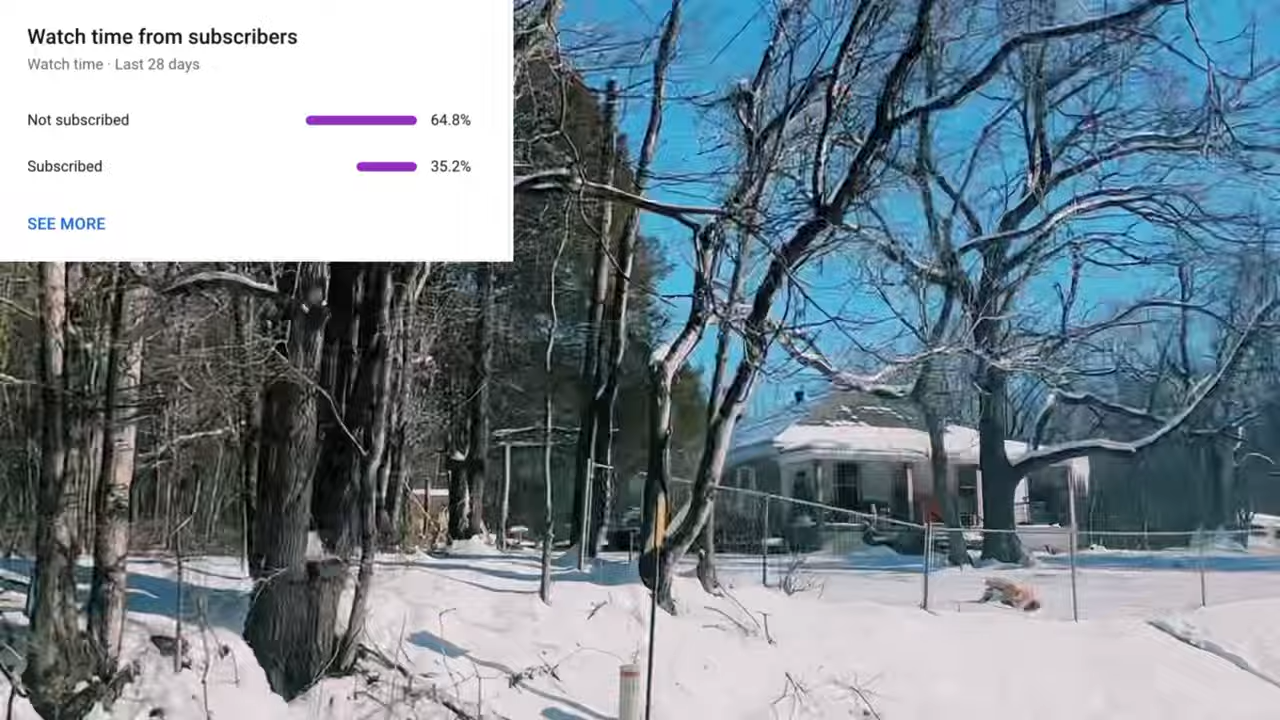 Watch time from subscribers
Watch time · Last 28 days
Not subscribed 64.8%
Subscribed 35.2%
SEE MORE